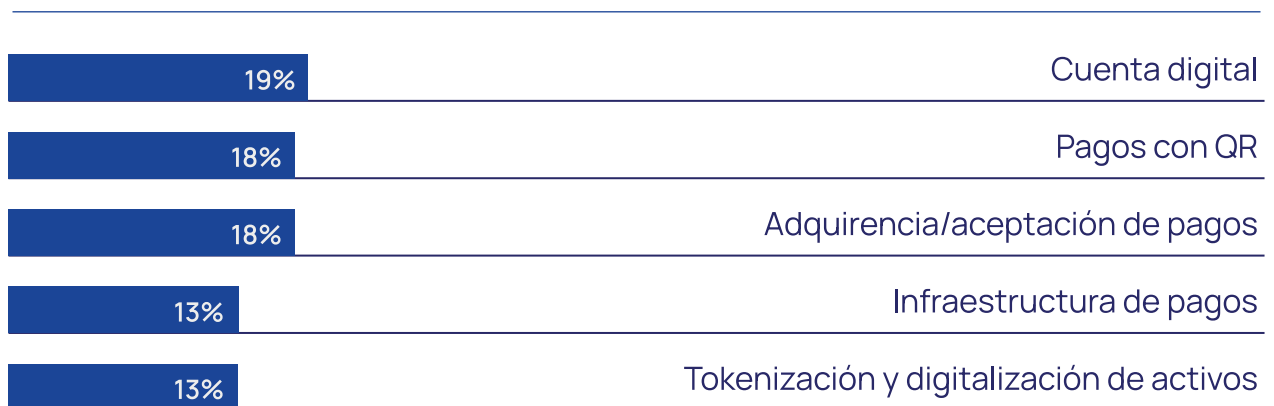 19% Cuenta digital
18% Pagos con QR
18% Adquirencia/aceptación de pagos
13% Infraestructura de pagos
13% Tokenización y digitalización de activos